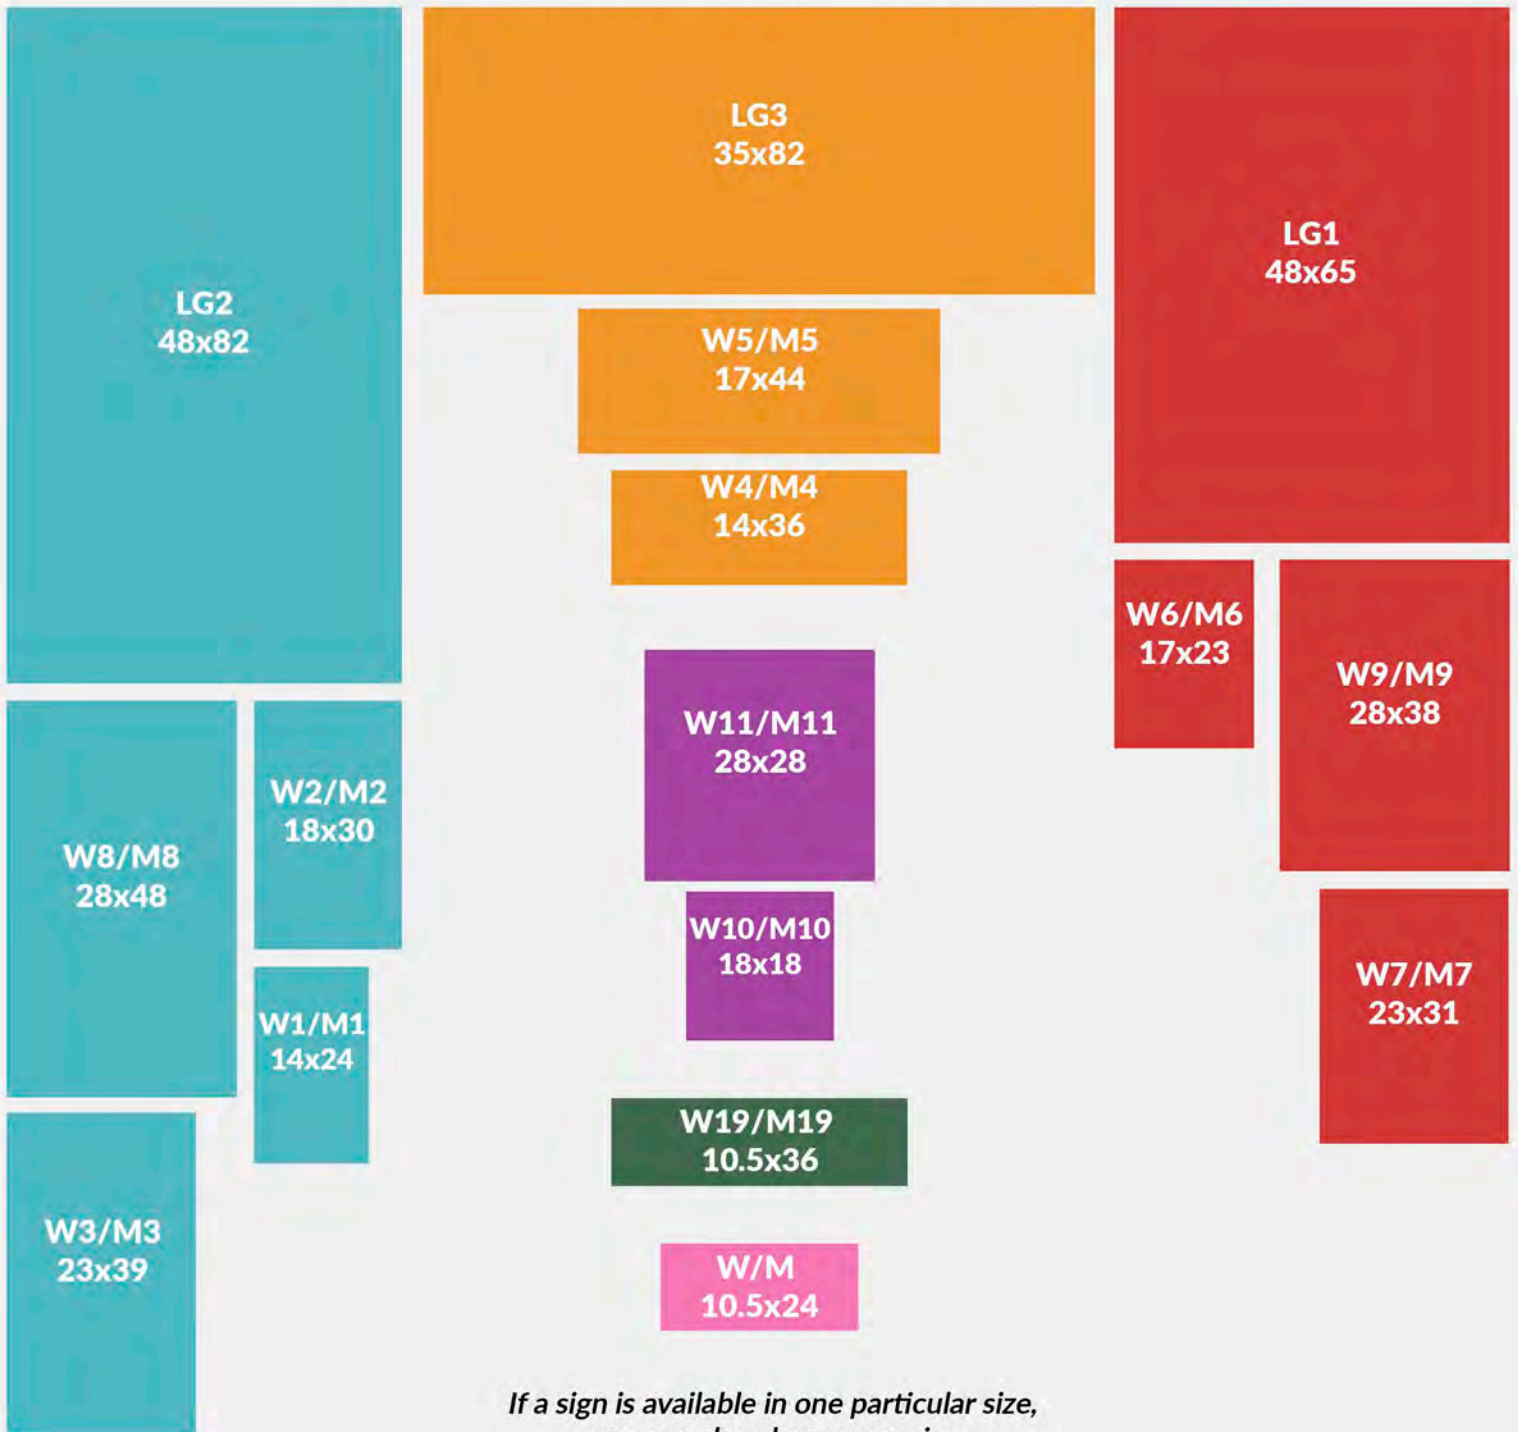 LG2
48x82
LG3
35x82
LG1
48x65
W5/M5
17x44
W4/M4
14x36
W6/M6
17x23
W9/M9
28x38
W11/M11
28x28
W2/M2
18x30
W8/M8
28x48
W10/M10
18x18
W7/M7
23x31
W1/M1
14x24
W19/M19
10.5x36
W3/M3
23x39
W/M
10.5x24
If a sign is available in one particular size,